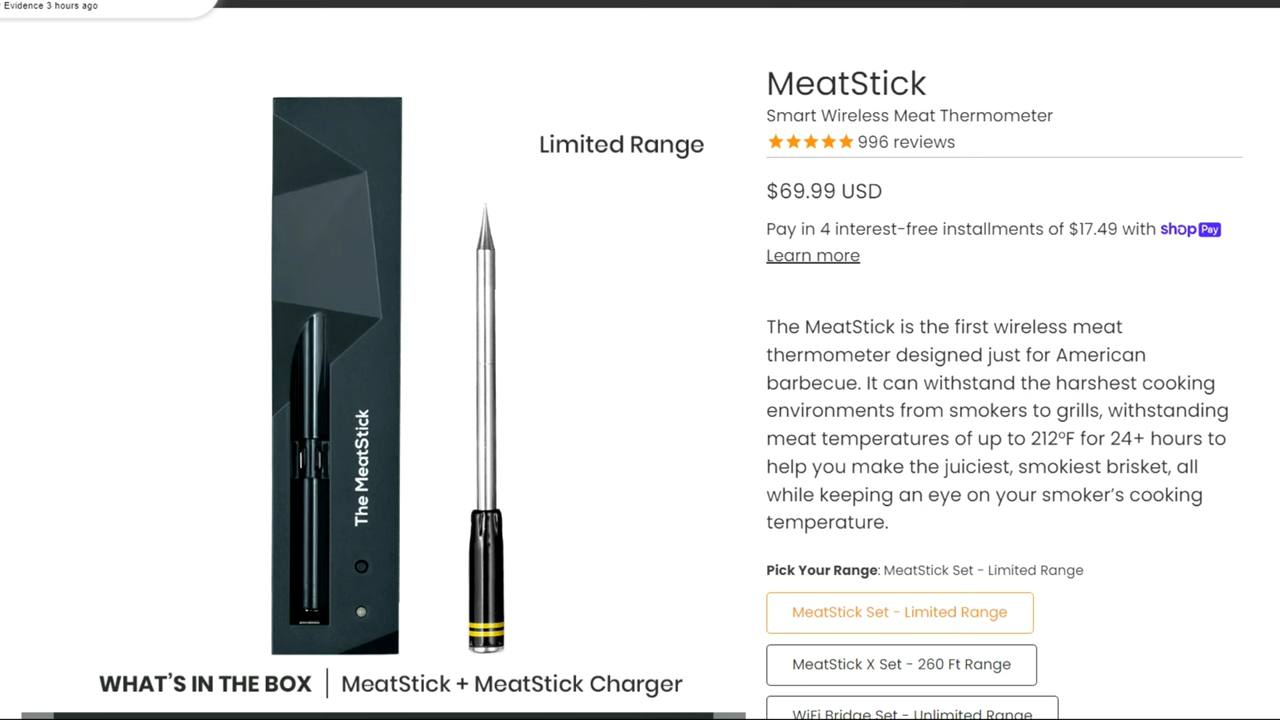 Evidence 3 hours ago
MeatStick
Smart Wireless Meat Thermometer
996 reviews
Limited Range
$69.99 USD
Pay in 4 interest-free installments of $17.49 with shop Pay
Learn more
The MeatStick is the first wireless meat
thermometer designed just for American
barbecue. It can withstand the harshest cooking
environments from smokers to grills, withstanding
meat temperatures of up to 212ºF for 24+ hours to
help you make the juiciest, smokiest brisket, all
while keeping an eye on your smoker’s cooking
temperature.
The MeatStick
Pick Your Range: MeatStick Set - Limited Range
MeatStick Set - Limited Range
MeatStick X Set - 260 Ft Range
WiFi Bridge Set - Unlimited Range
WHAT’S IN THE BOX | MeatStick + MeatStick Charger